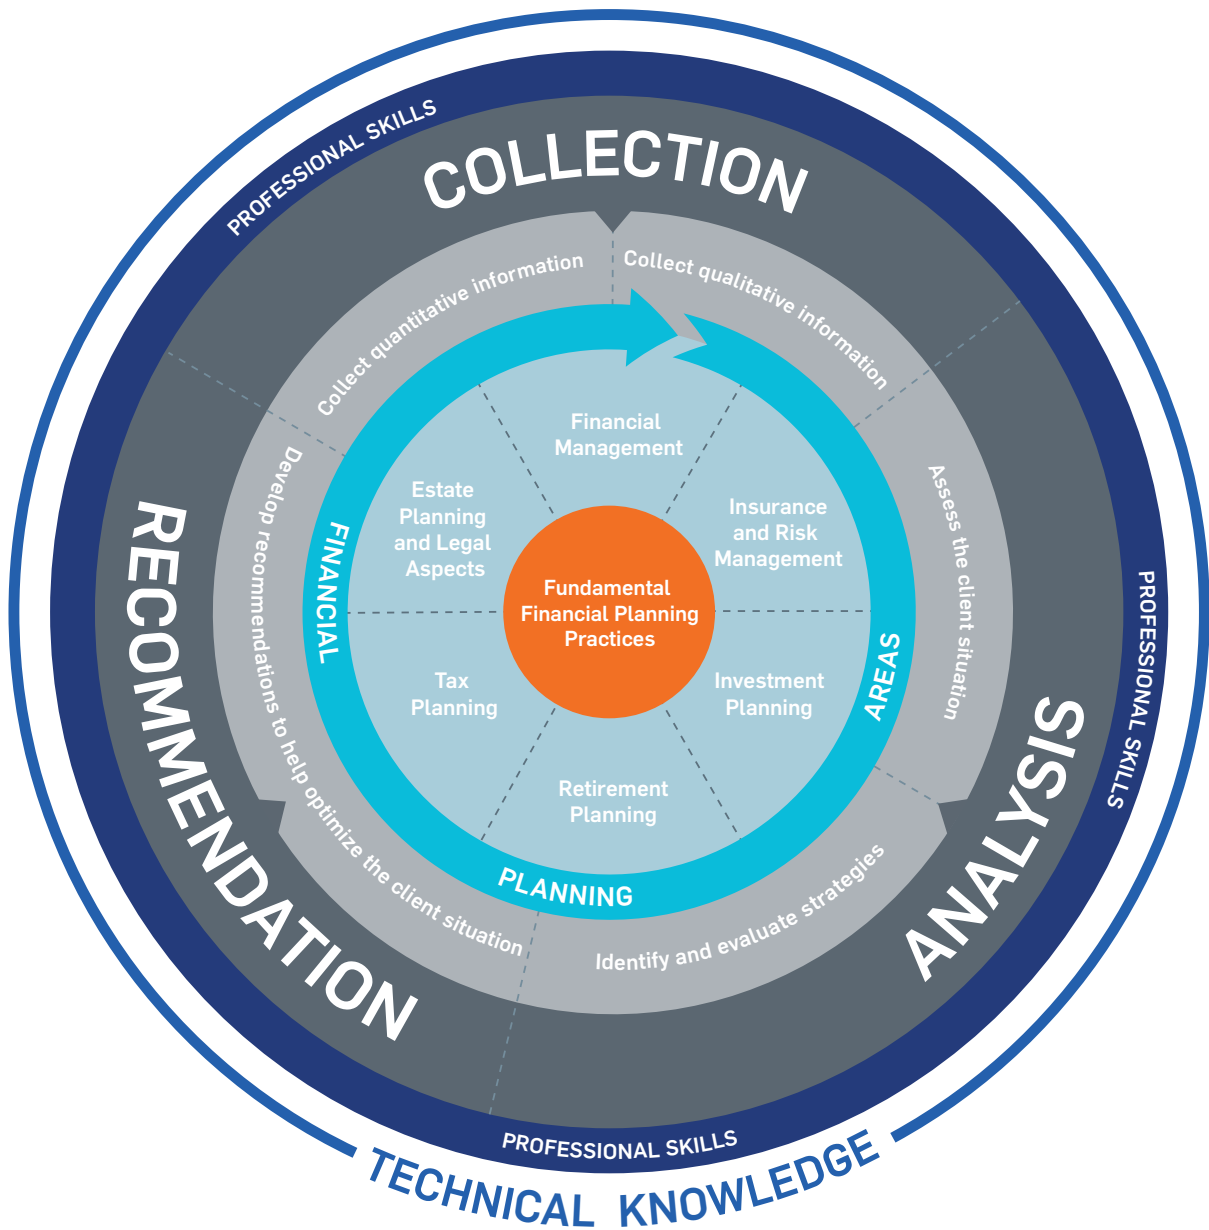 PROFESSIONAL SKILLS
COLLECTION
Collect quantitative information
Collect qualitative information
Financial
Management
Estate
Planning
and Legal
Aspects
Insurance
and Risk
Management
Fundamental
Financial Planning
Practices
Tax
Planning
Investment
Planning
Retirement
Planning
FINANCIAL
PLANNING
AREAS
Assess the client situation
Identify and evaluate strategies
Develop recommendations to help optimize the client situation
RECOMMENDATION
ANALYSIS
PROFESSIONAL SKILLS
PROFESSIONAL SKILLS
TECHNICAL KNOWLEDGE